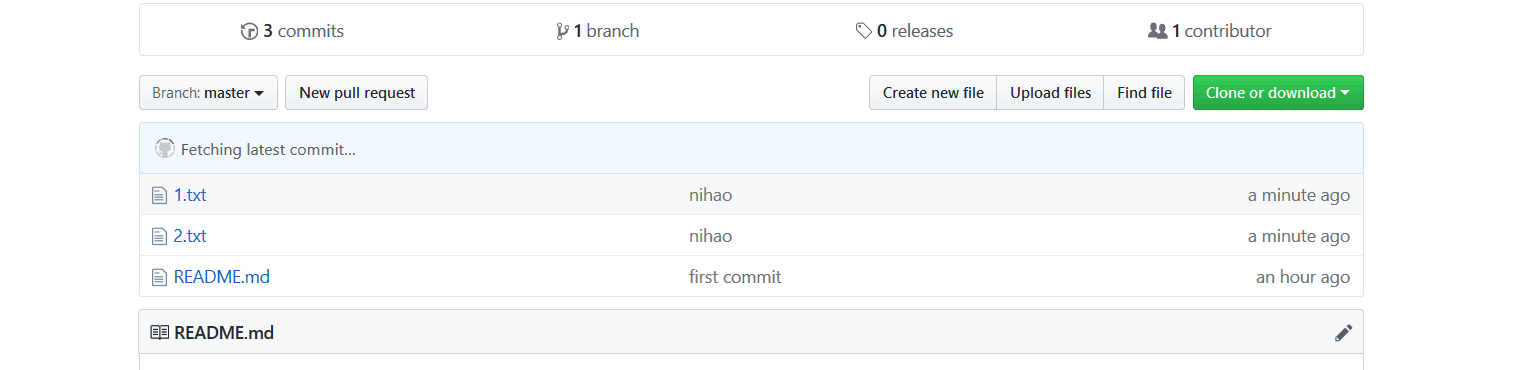 3 commits 1 branch 0 releases 1 contributor
Branch: master New pull request Create new file Upload files Find file Clone or download
Fetching latest commit...
1.txt nihao a minute ago
2.txt nihao a minute ago
README.md first commit an hour ago
README.md